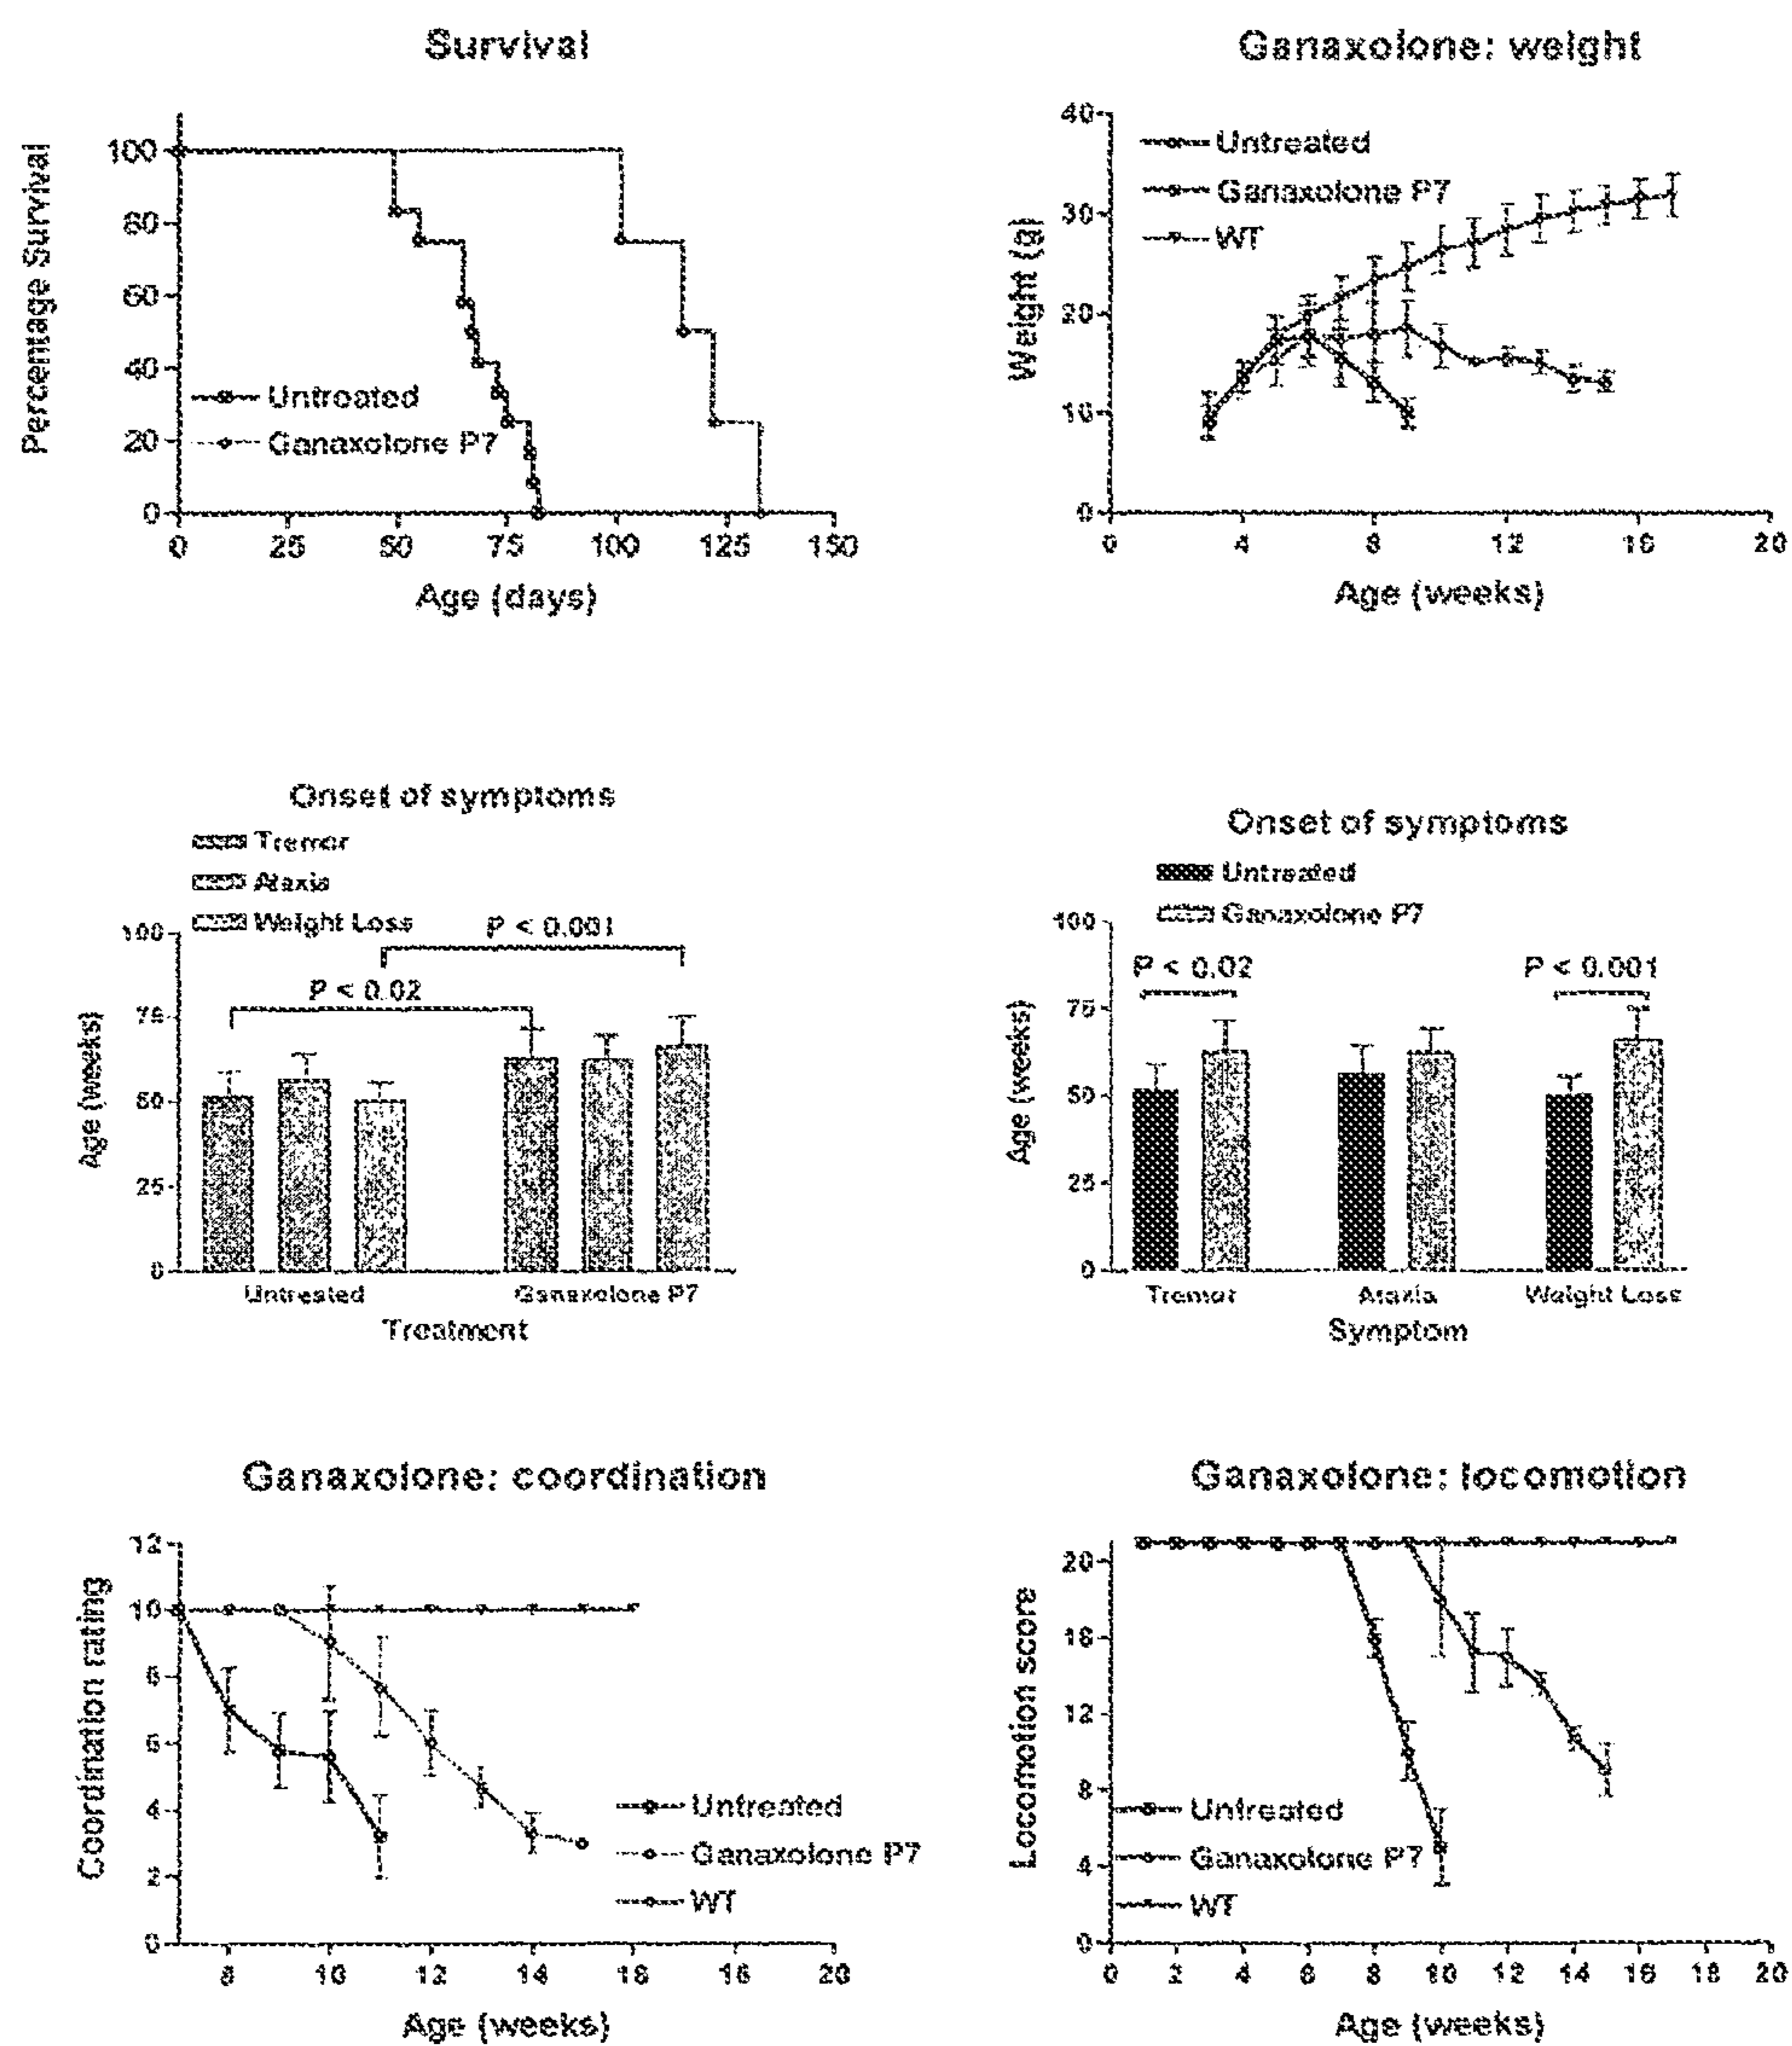 Survival
Percentage Survival
100
80
60
40
20
0
Untreated
Ganaxolone P7
0 25 50 75 100 125 150
Age (days)
Ganaxolone: weight
Weight (g)
40
30
20
10
0
Untreated
Ganaxolone P7
WT
0 4 8 12 16 20
Age (weeks)
Onset of symptoms
Tremor
Ataxia
Weight Loss
P < 0.001
P < 0.02
Age (weeks)
100
75
50
25
0
Untreated Ganaxolone P7
Treatment
Onset of symptoms
Untreated
Ganaxolone P7
P < 0.02 P < 0.001
Age (weeks)
100
75
50
25
0
Tremor Ataxia Weight Loss
Symptom
Ganaxolone: coordination
Coordination rating
12
10
8
6
4
2
0
Untreated
Ganaxolone P7
WT
8 10 12 14 16 18 20
Age (weeks)
Ganaxolone: locomotion
Locomotion score
20
16
12
8
4
0
Untreated
Ganaxolone P7
WT
0 2 4 6 8 10 12 14 16 18 20
Age (weeks)